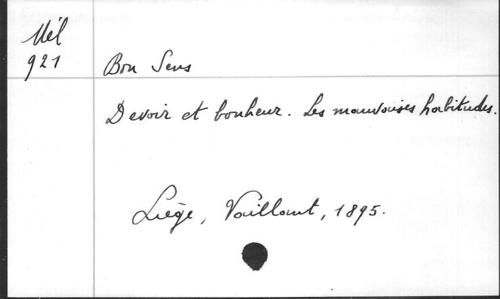 Mél
921
Bon Sens
Devoir et bonheur. Les mauvaises habitudes.
Liège, Vaillant, 1895.